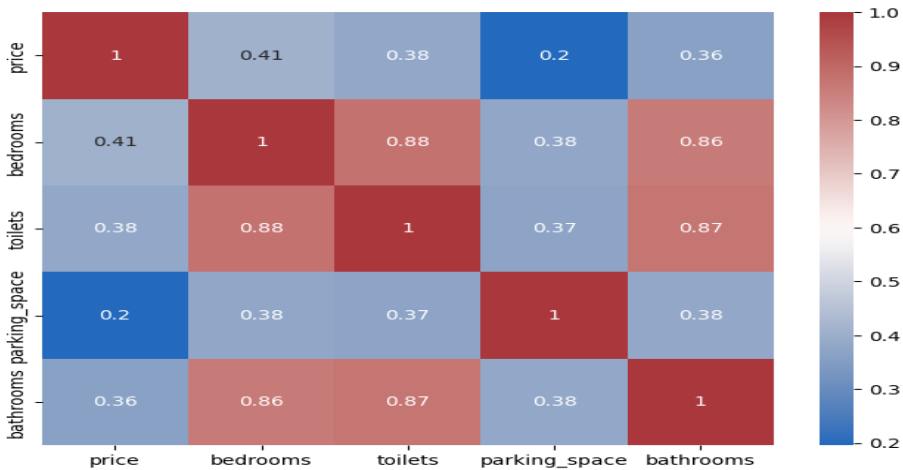 price 1 0.41 0.38 0.2 0.36
bedrooms 0.41 1 0.88 0.38 0.86
toilets 0.38 0.88 1 0.37 0.87
parking_space 0.2 0.38 0.37 1 0.38
bathrooms 0.36 0.86 0.87 0.38 1
price bedrooms toilets parking_space bathrooms
1.0
0.9
0.8
0.7
0.6
0.5
0.4
0.3
0.2